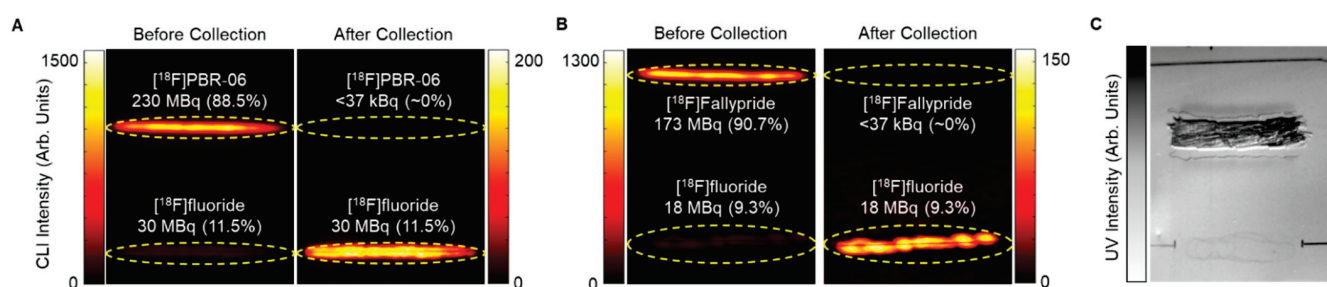 A
Before Collection
After Collection
CLI Intensity (Arb. Units)
1500
0
[¹⁸F]PBR-06
230 MBq (88.5%)
[¹⁸F]PBR-06
<37 kBq (~0%)
[¹⁸F]fluoride
30 MBq (11.5%)
[¹⁸F]fluoride
30 MBq (11.5%)
200
0
B
Before Collection
After Collection
1300
0
[¹⁸F]Fallypride
173 MBq (90.7%)
[¹⁸F]Fallypride
<37 kBq (~0%)
[¹⁸F]fluoride
18 MBq (9.3%)
[¹⁸F]fluoride
18 MBq (9.3%)
150
0
C
UV Intensity (Arb. Units)